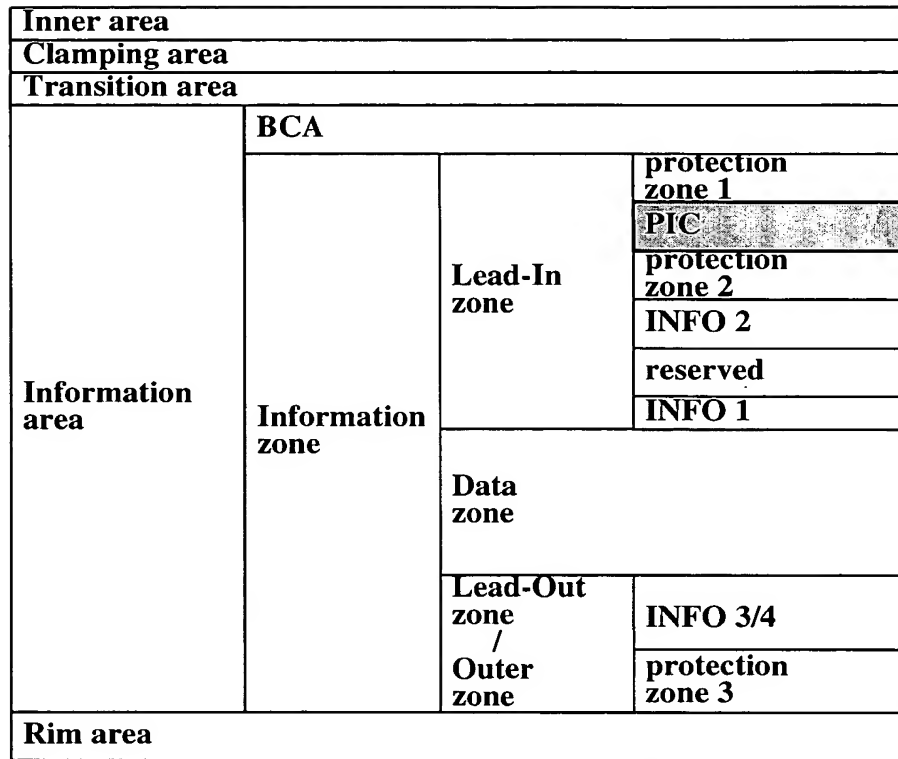 Inner area
Clamping area
Transition area
Information
area
BCA
Information
zone
Lead-In
zone
protection
zone 1
PIC
protection
zone 2
INFO 2
reserved
INFO 1
Data
zone
Lead-Out
zone
/
Outer
zone
INFO 3/4
protection
zone 3
Rim area